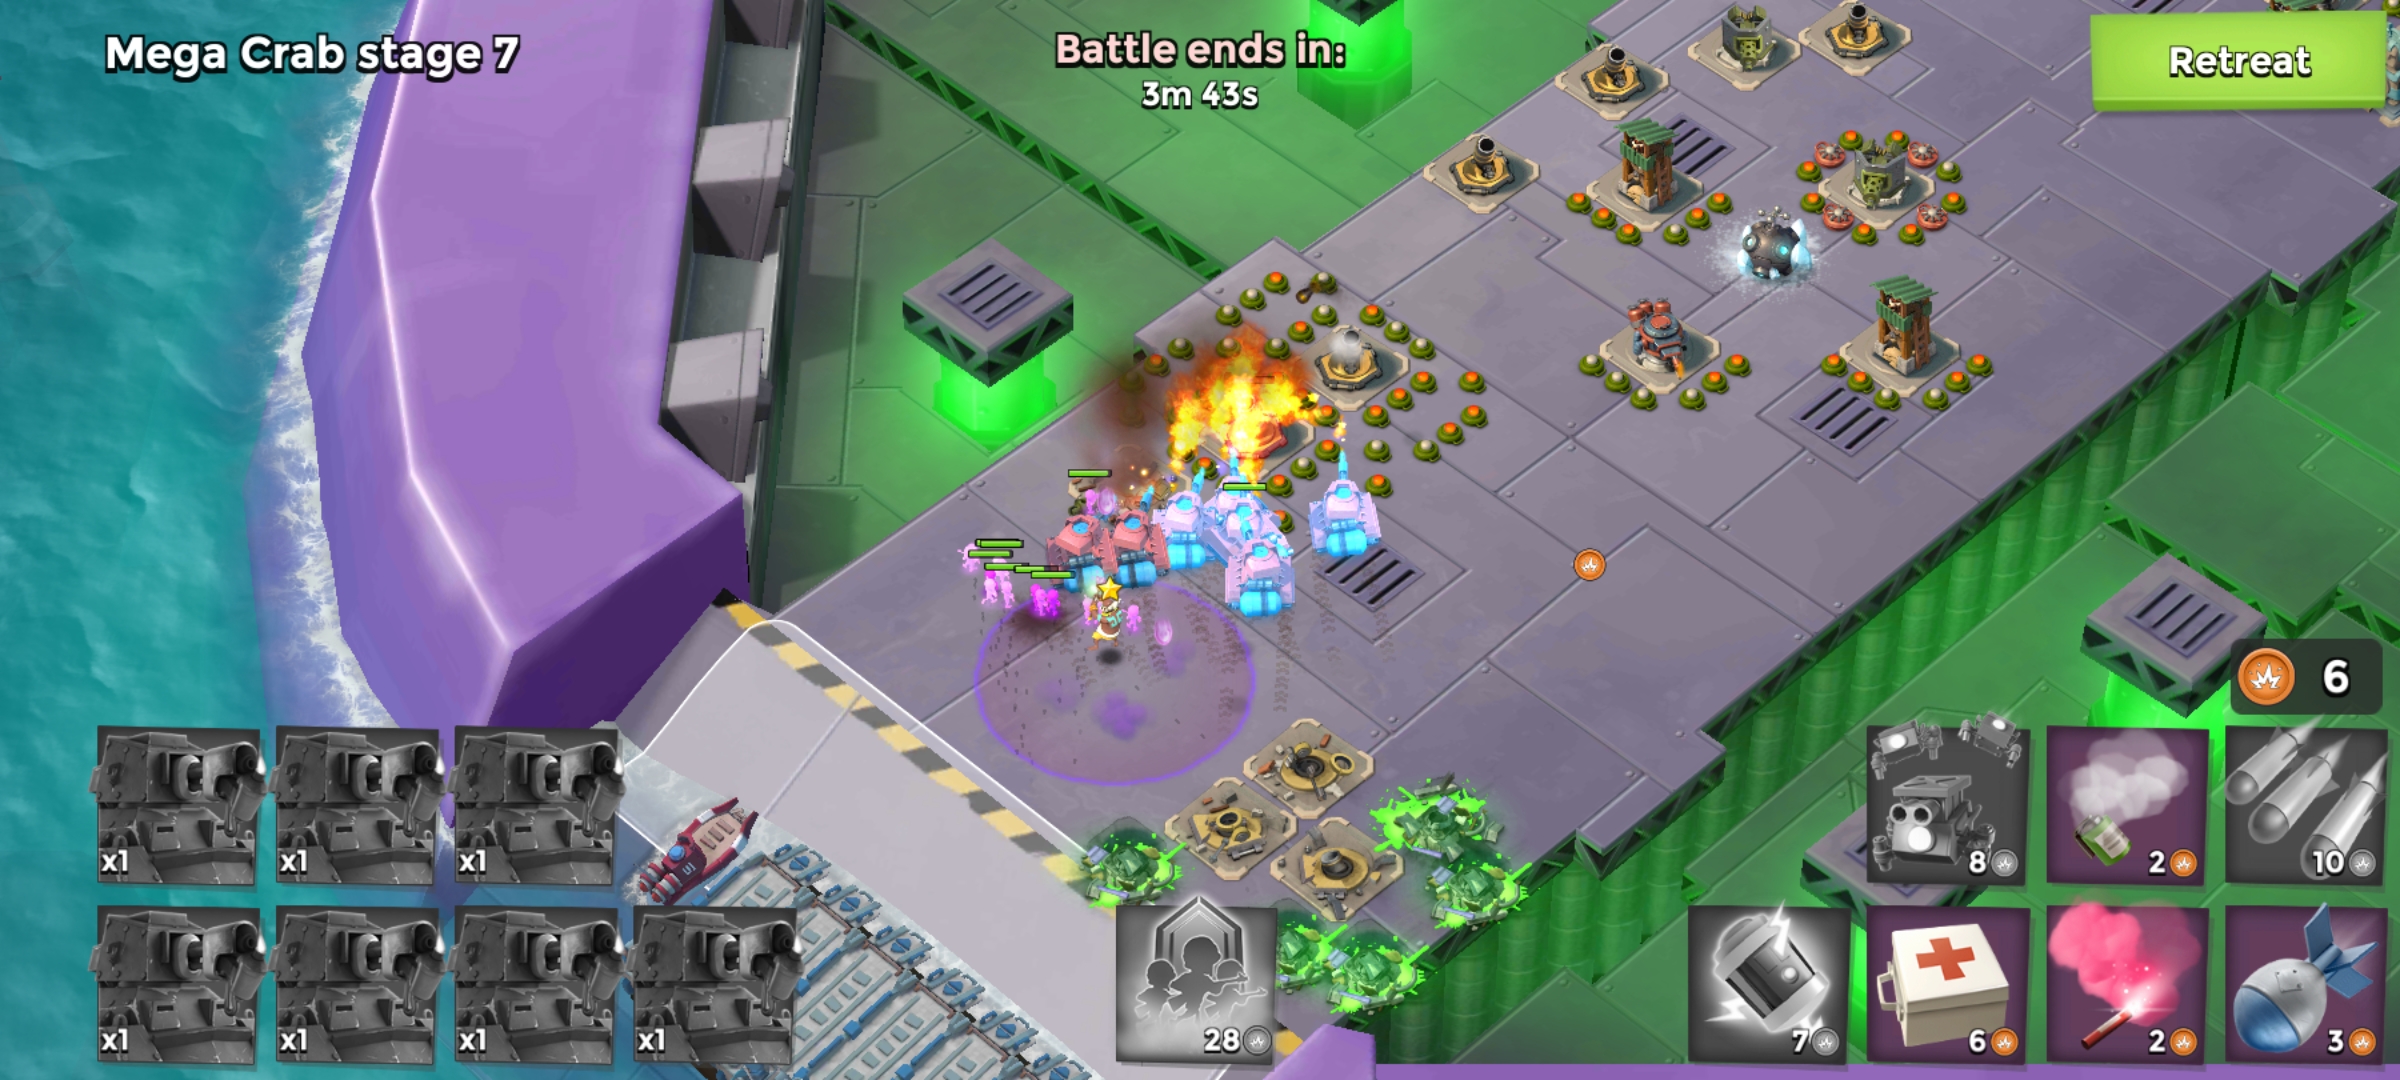 Mega Crab stage 7
Battle ends in:
3m 43s
Retreat
6
x1
x1
x1
8
2
10
x1
x1
x1
x1
28
7
6
2
3